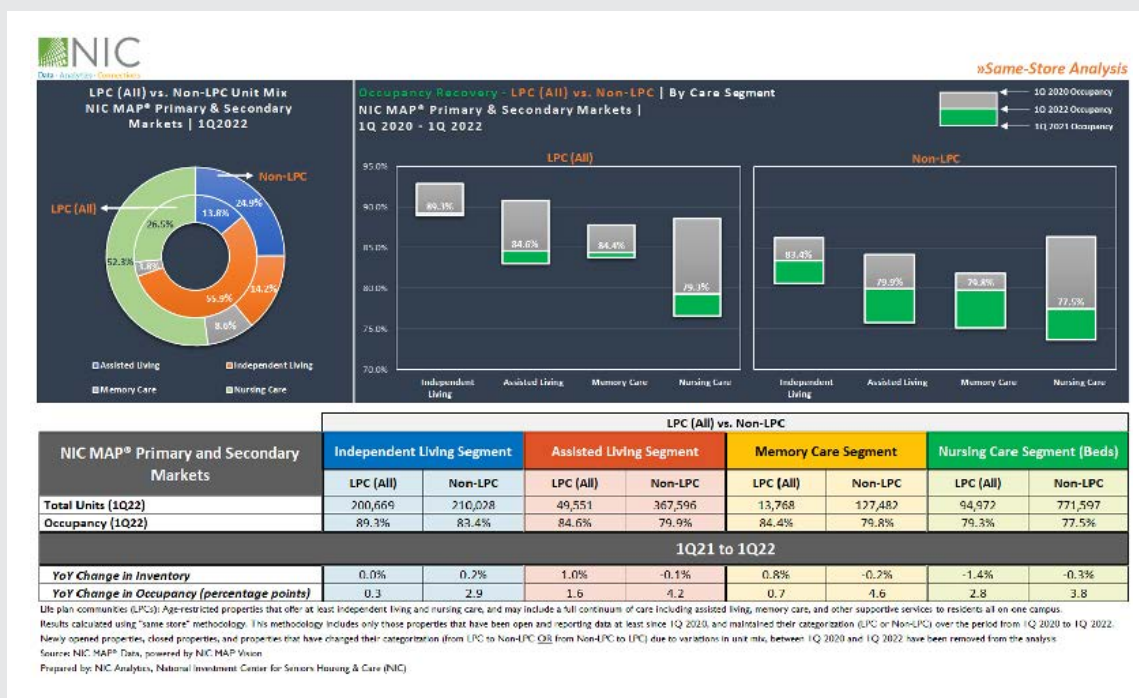 NIC
Data · Analytics · Connections
»Same-Store Analysis
LPC (All) vs. Non-LPC Unit Mix
NIC MAP® Primary & Secondary
Markets | 1Q2022
Non-LPC
LPC (All)
24.9%
13.8%
26.5%
52.3%
3.8%
55.9%
14.2%
8.6%
Assisted Living
Independent Living
Memory Care
Nursing Care
Occupancy Recovery - LPC (All) vs. Non-LPC | By Care Segment
NIC MAP® Primary & Secondary Markets |
1Q 2020 - 1Q 2022
1Q 2020 Occupancy
1Q 2022 Occupancy
1Q 2021 Occupancy
LPC (All)
Non-LPC
95.0%
90.0%
85.0%
80.0%
75.0%
70.0%
89.3%
84.6%
84.4%
79.3%
83.4%
79.9%
79.8%
77.5%
Independent
Living
Assisted Living
Memory Care
Nursing Care
Independent
Living
Assisted Living
Memory Care
Nursing Care
LPC (All) vs. Non-LPC
NIC MAP® Primary and Secondary
Markets
Independent Living Segment Assisted Living Segment Memory Care Segment Nursing Care Segment (Beds)
LPC (All) Non-LPC LPC (All) Non-LPC LPC (All) Non-LPC LPC (All) Non-LPC
Total Units (1Q22) 200,669 210,028 49,551 367,596 13,768 127,482 94,972 771,597
Occupancy (1Q22) 89.3% 83.4% 84.6% 79.9% 84.4% 79.8% 79.3% 77.5%
1Q21 to 1Q22
YoY Change in Inventory 0.0% 0.2% 1.0% -0.1% 0.8% -0.2% -1.4% -0.3%
YoY Change in Occupancy (percentage points) 0.3 2.9 1.6 4.2 0.7 4.6 2.8 3.8
Life plan communities (LPCs): Age-restricted properties that offer at least independent living and nursing care, and may include a full continuum of care including assisted living, memory care, and other supportive services to residents all on one campus.
Results calculated using "same store" methodology. This methodology includes only those properties that have been open and reporting data at least since 1Q 2020, and maintained their categorization (LPC or Non-LPC) over the period from 1Q 2020 to 1Q 2022.
Newly opened properties, closed properties, and properties that have changed their categorization (from LPC to Non-LPC OR from Non-LPC to LPC) due to variations in unit mix, between 1Q 2020 and 1Q 2022 have been removed from the analysis
Source: NIC MAP® Data, powered by NIC MAP Vision
Prepared by: NIC Analytics, National Investment Center for Seniors Housing & Care (NIC)